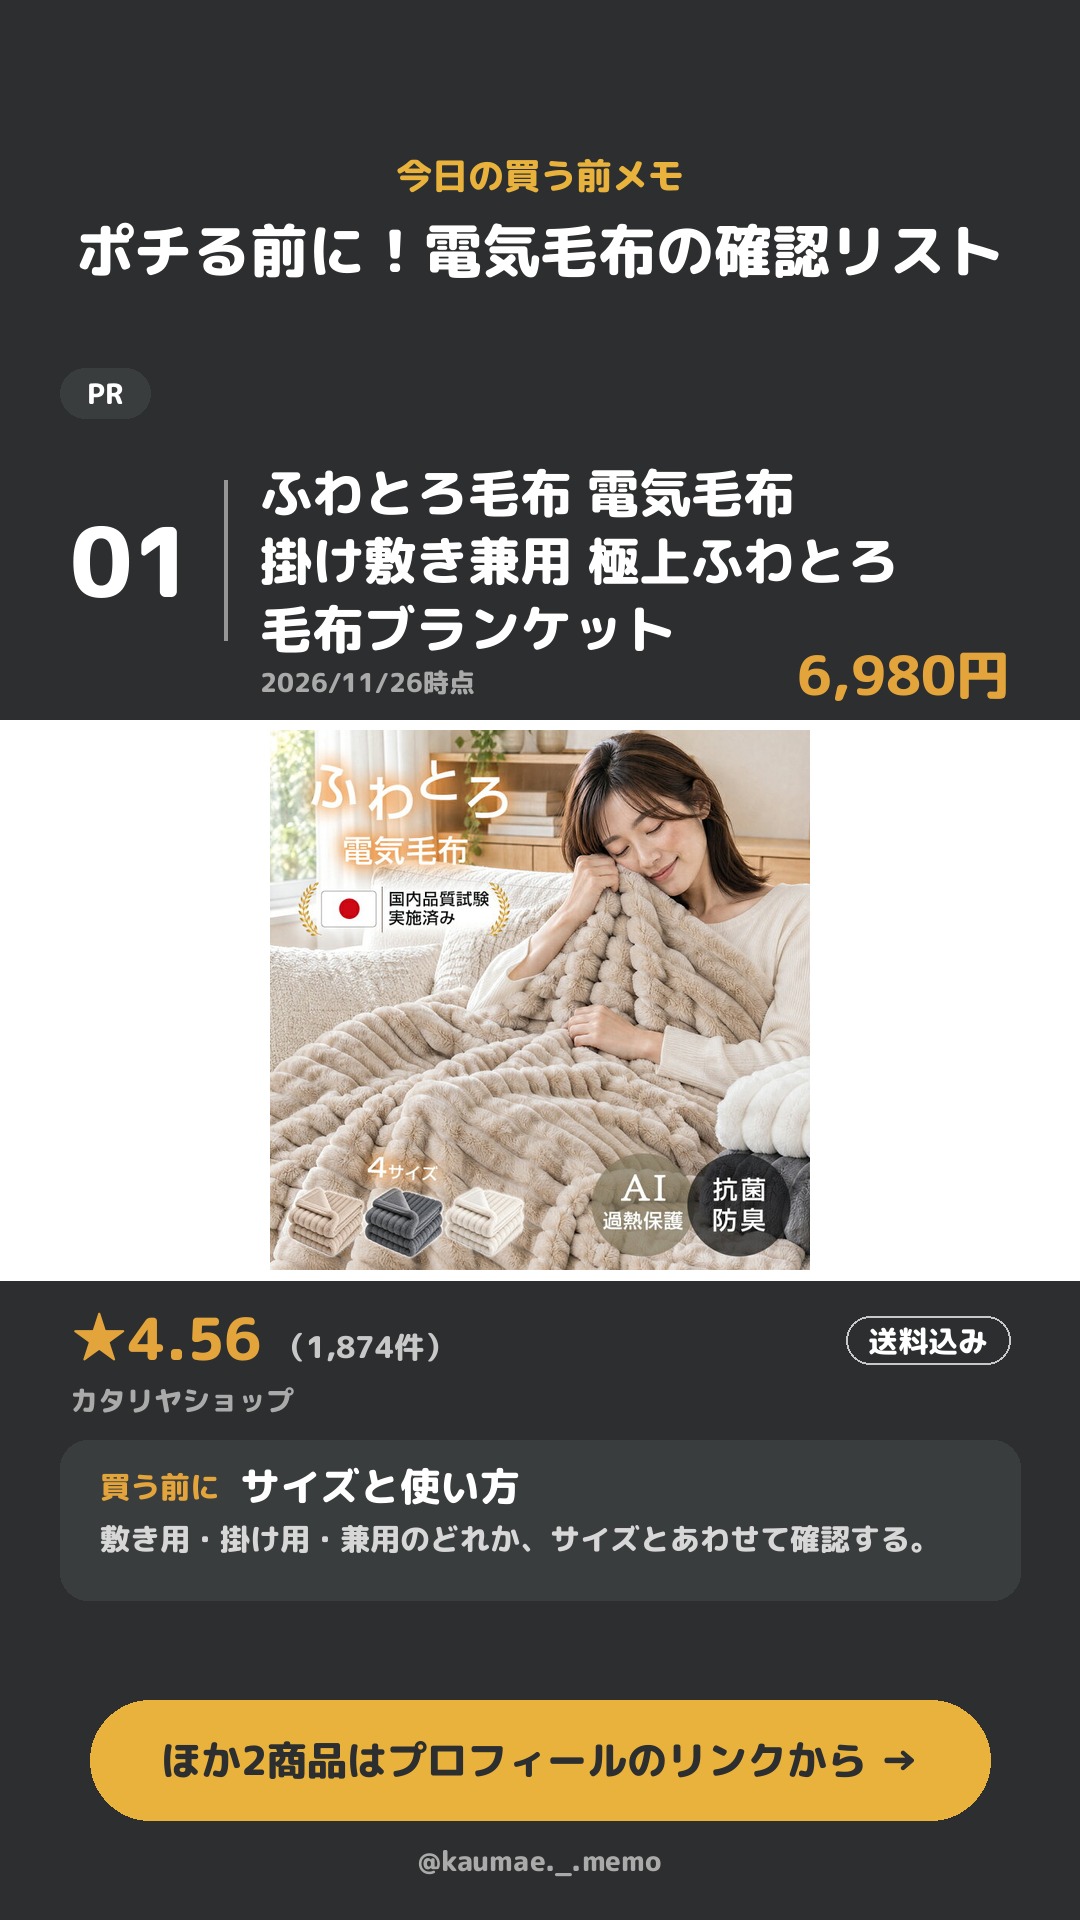 今日の買う前メモ
ポチる前に！電気毛布の確認リスト
PR
01
ふわとろ毛布 電気毛布
掛け敷き兼用 極上ふわとろ
毛布ブランケット
2026/11/26時点
6,980円
ふわとろ
電気毛布
国内品質試験
実施済み
4サイズ
AI
過熱保護
抗菌
防臭
★4.56 （1,874件）
送料込み
カタリヤショップ
買う前に サイズと使い方
敷き用・掛け用・兼用のどれか、サイズとあわせて確認する。
ほか2商品はプロフィールのリンクから →
@kaumae._.memo